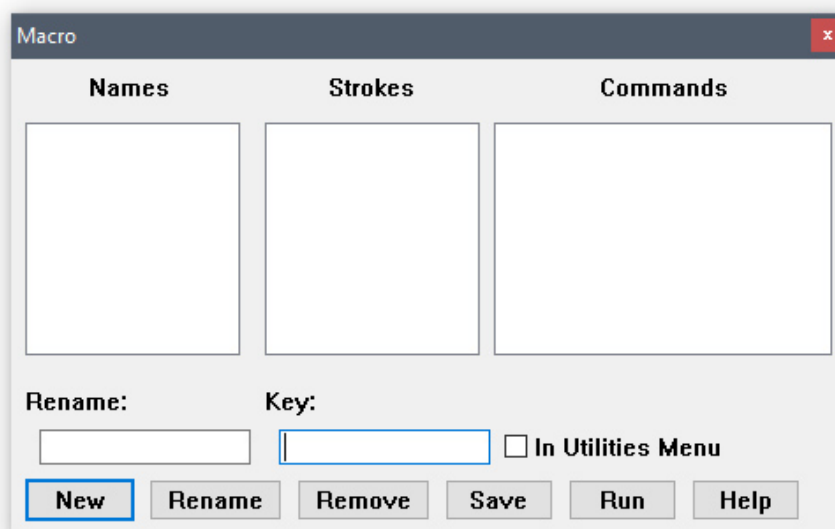 Macro x
Names Strokes Commands
Rename: Key:
In Utilities Menu
New Rename Remove Save Run Help